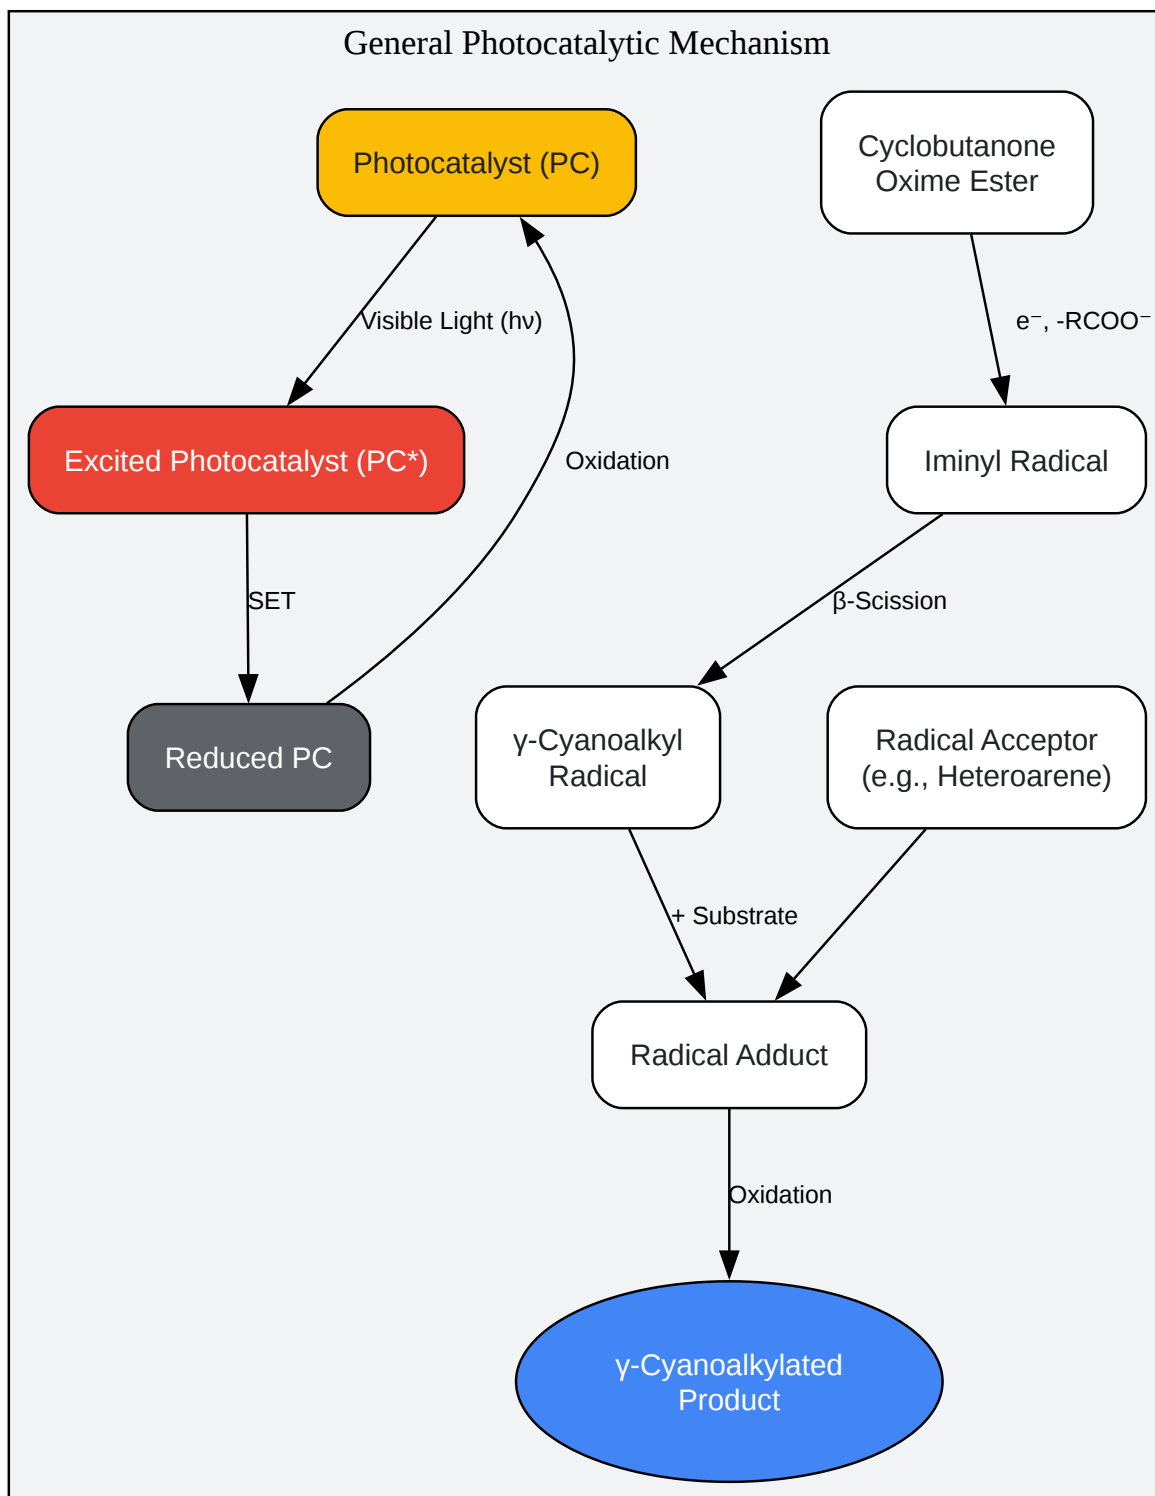 General Photocatalytic Mechanism
Photocatalyst (PC)
Cyclobutanone
Oxime Ester
Visible Light (hν)
e⁻, -RCOO⁻
Excited Photocatalyst (PC*)
Oxidation
Iminyl Radical
SET
β-Scission
Reduced PC
γ-Cyanoalkyl
Radical
Radical Acceptor
(e.g., Heteroarene)
+ Substrate
Radical Adduct
Oxidation
γ-Cyanoalkylated
Product